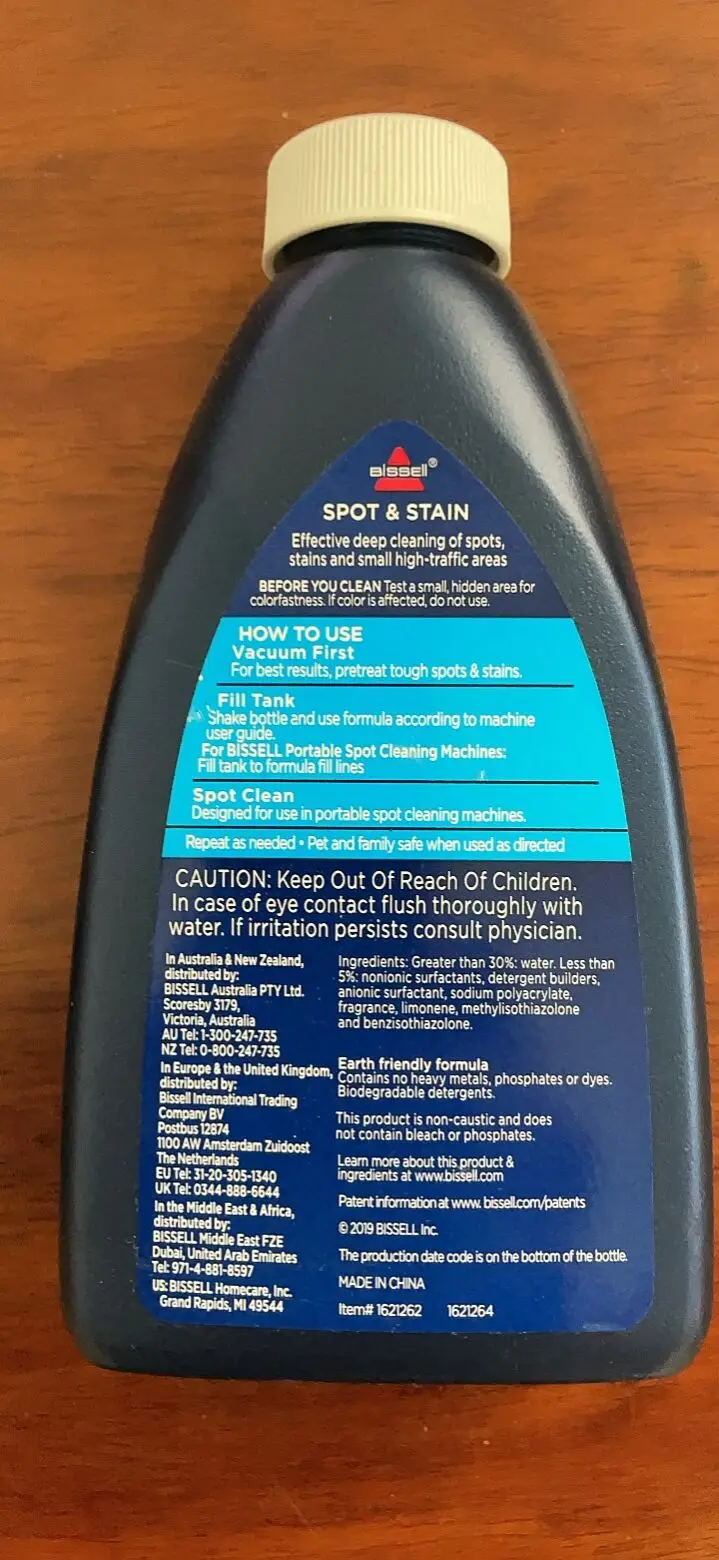 BISSELL®
SPOT & STAIN
Effective deep cleaning of spots,
stains and small high-traffic areas
BEFORE YOU CLEAN Test a small, hidden area for
colorfastness. If color is affected, do not use.
HOW TO USE
Vacuum First
For best results, pretreat tough spots & stains.
Fill Tank
Shake bottle and use formula according to machine
user guide.
For BISSELL Portable Spot Cleaning Machines:
Fill tank to formula fill lines
Spot Clean
Designed for use in portable spot cleaning machines.
Repeat as needed • Pet and family safe when used as directed
CAUTION: Keep Out Of Reach Of Children.
In case of eye contact flush thoroughly with
water. If irritation persists consult physician.
In Australia & New Zealand,
distributed by:
BISSELL Australia PTY Ltd.
Scoresby 3179,
Victoria, Australia
AU Tel: 1-300-247-735
NZ Tel: 0-800-247-735
In Europe & the United Kingdom,
distributed by:
Bissell International Trading
Company BV
Postbus 12874
1100 AW Amsterdam Zuidoost
The Netherlands
EU Tel: 31-20-305-1340
UK Tel: 0344-888-6644
In the Middle East & Africa,
distributed by:
BISSELL Middle East FZE
Dubai, United Arab Emirates
Tel: 971-4-881-8597
US: BISSELL Homecare, Inc.
Grand Rapids, MI 49544
Ingredients: Greater than 30%: water. Less than
5%: nonionic surfactants, detergent builders,
anionic surfactant, sodium polyacrylate,
fragrance, limonene, methylisothiazolone
and benzisothiazolone.
Earth friendly formula
Contains no heavy metals, phosphates or dyes.
Biodegradable detergents.
This product is non-caustic and does
not contain bleach or phosphates.
Learn more about this product &
ingredients at www.bissell.com
Patent information at www. bissell.com/patents
© 2019 BISSELL Inc.
The production date code is on the bottom of the bottle.
MADE IN CHINA
Item# 1621262 1621264